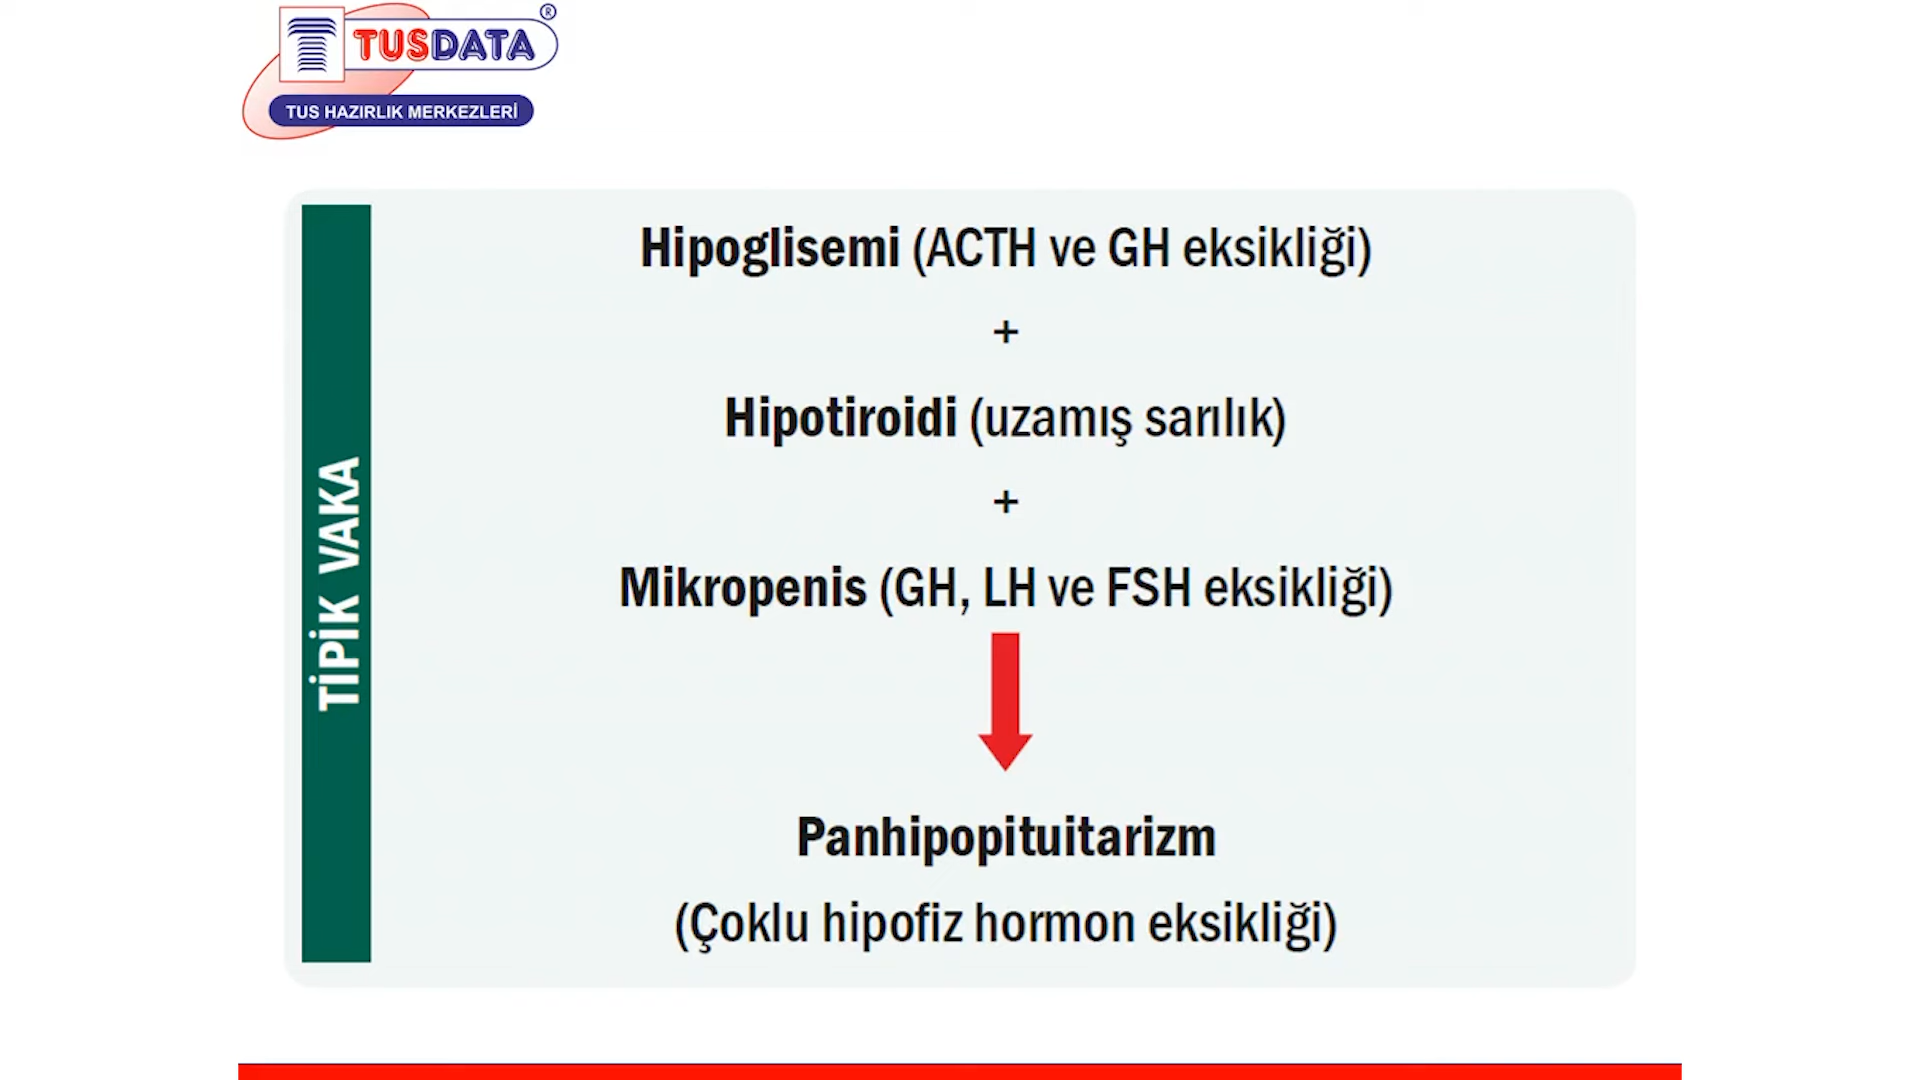 TUSDATA®
TUS HAZIRLIK MERKEZLERİ
TİPİK VAKA
Hipoglisemi (ACTH ve GH eksikliği)
+
Hipotiroidi (uzamış sarılık)
+
Mikropenis (GH, LH ve FSH eksikliği)
Panhipopituitarizm
(Çoklu hipofiz hormon eksikliği)